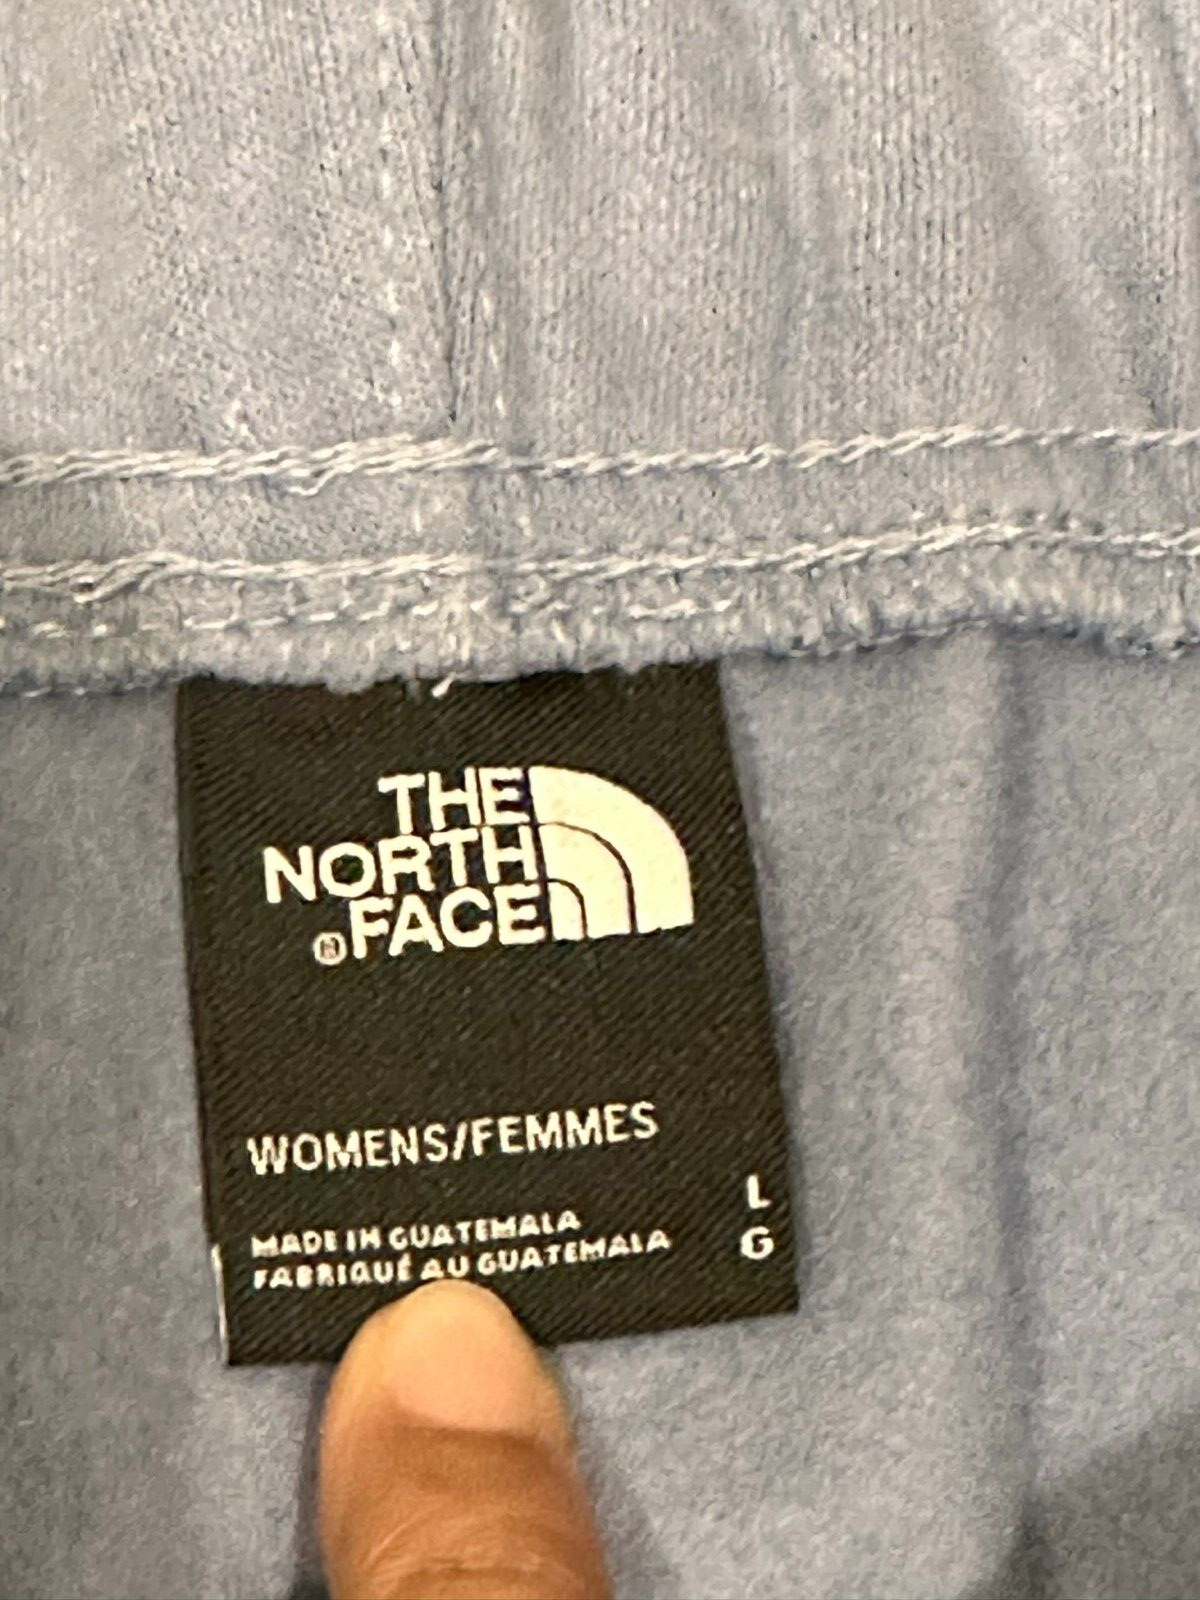 THE
NORTH
®FACE
WOMENS/FEMMES
MADE IN GUATEMALA
FABRIQUÉ AU GUATEMALA
L
G